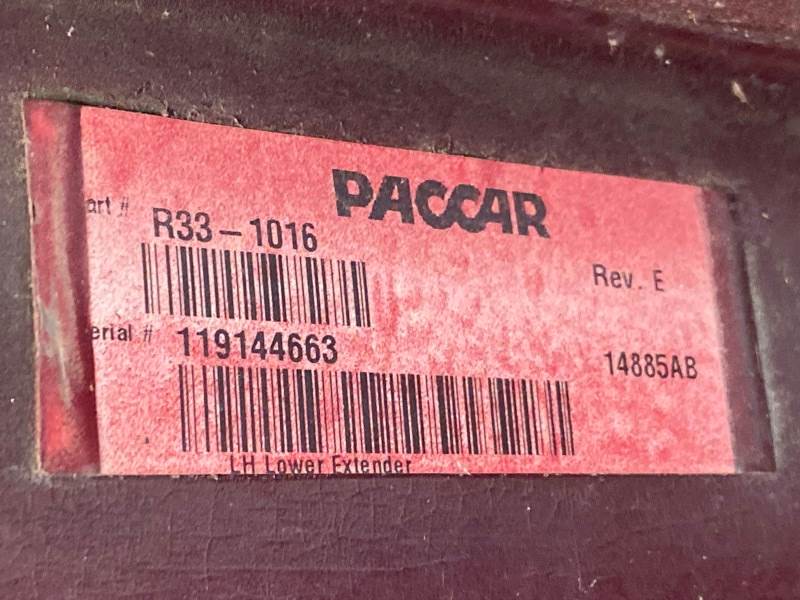 PACCAR
art # R33-1016
Rev. E
erial # 119144663
14885AB
LH Lower Extender